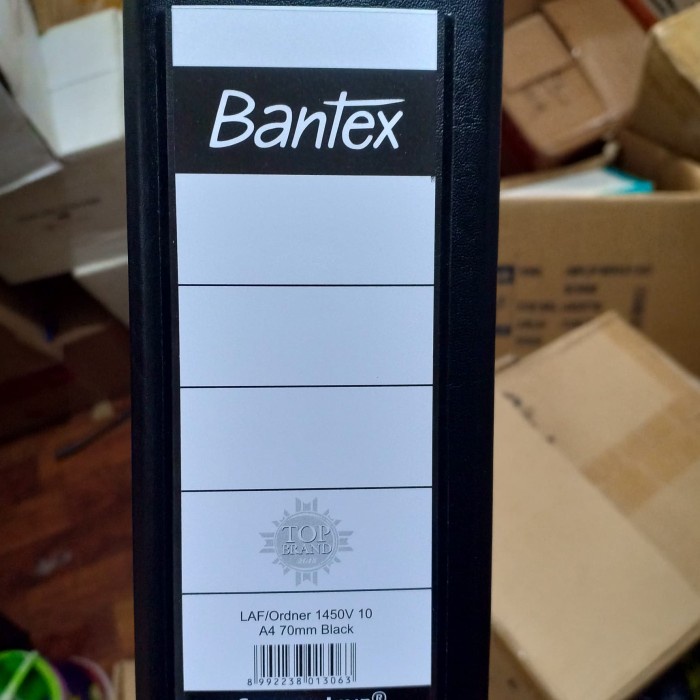 Bantex
TOP
BRAND
LAF/Ordner 1450V 10
A4 70mm Black
8 992238 013063